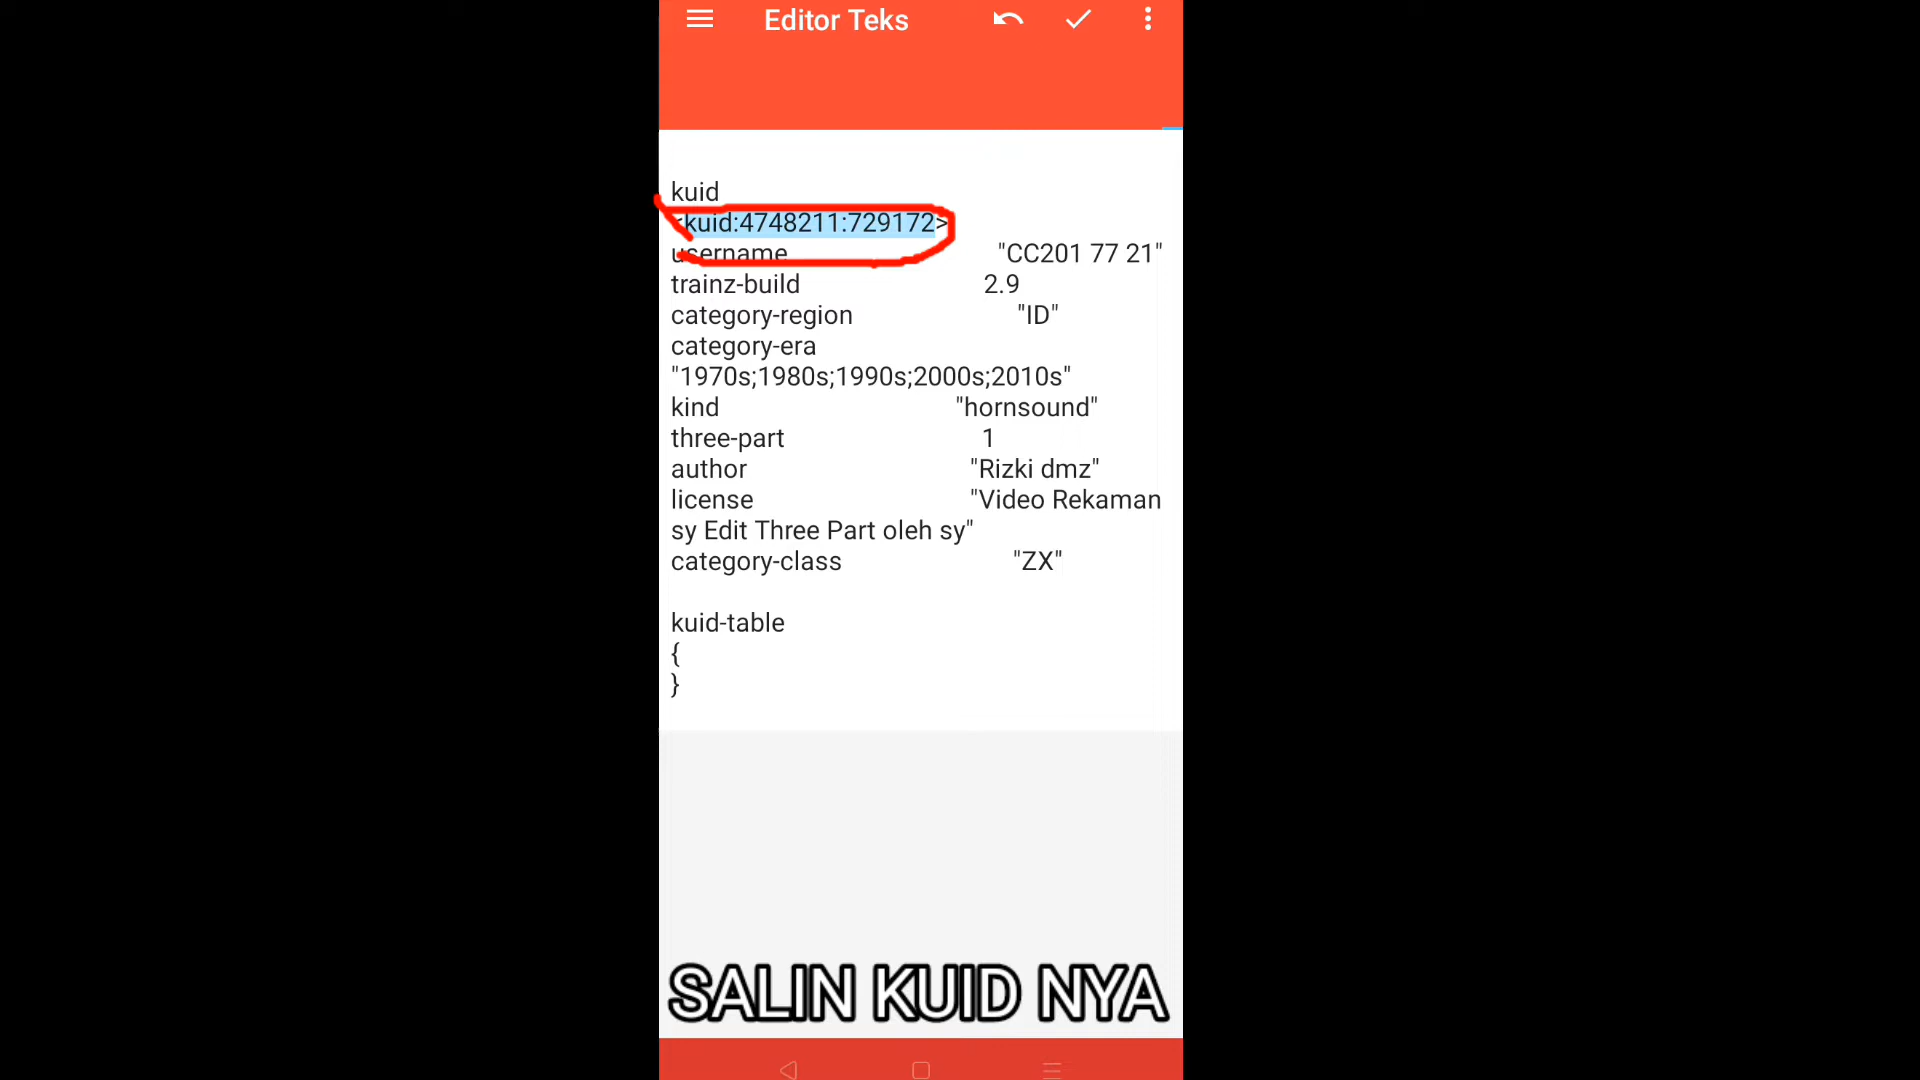 Editor Teks
kuid
<kuid:4748211:729172>
username "CC201 77 21"
trainz-build 2.9
category-region "ID"
category-era
"1970s;1980s;1990s;2000s;2010s"
kind "hornsound"
three-part 1
author "Rizki dmz"
license "Video Rekaman
sy Edit Three Part oleh sy"
category-class "ZX"
kuid-table
{
}
SALIN KUID NYA